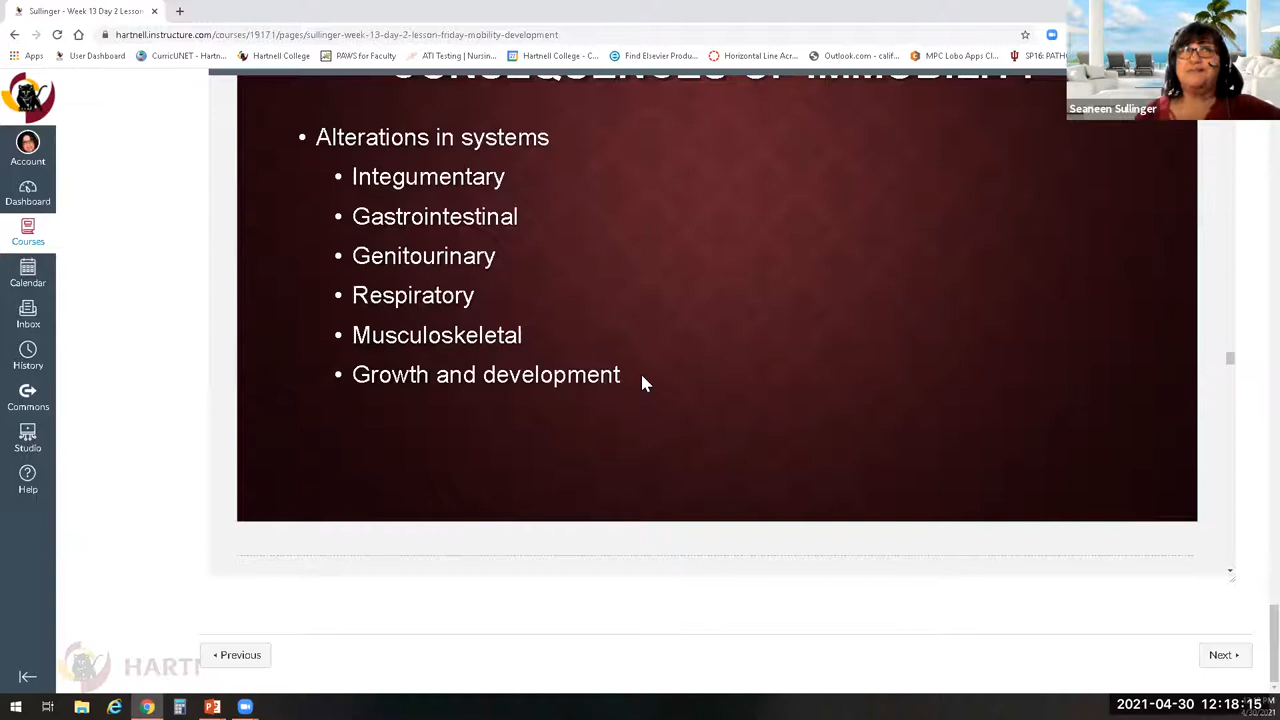 Sullinger - Week 13 Day 2 Lesson
hartnell.instructure.com/courses/19171/pages/sullinger-week-13-day-2-lesson-friday-mobility-development
Apps
User Dashboard
CurricUNET - Hartn...
Hartnell College
PAWS for Faculty
ATI Testing | Nursin...
Hartnell College - C...
Find Elsevier Produ...
Horizontal Line Acr...
Outlook.com - calif...
MPC Lobo Apps Cl...
SP16: PATH
Seaneen Sullinger
CONSEQUENCES OF IMMOBILITY
• Alterations in systems
• Integumentary
• Gastrointestinal
• Genitourinary
• Respiratory
• Musculoskeletal
• Growth and development
Account
Dashboard
Courses
Calendar
Inbox
History
Commons
Studio
Help
Previous
Next
HARTN
2021-04-30 12:18:15